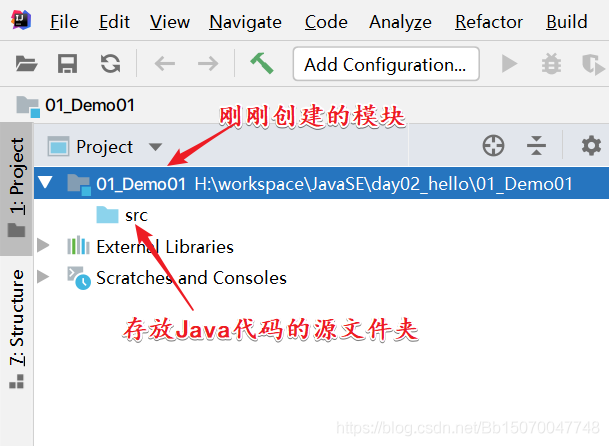 File Edit View Navigate Code Analyze Refactor Build
Add Configuration...
01_Demo01
刚刚创建的模块
1: Project
Project
01_Demo01 H:\workspace\JavaSE\day02_hello\01_Demo01
src
External Libraries
Scratches and Consoles
7: Structure
存放Java代码的源文件夹
https://blog.csdn.net/Bb15070047748